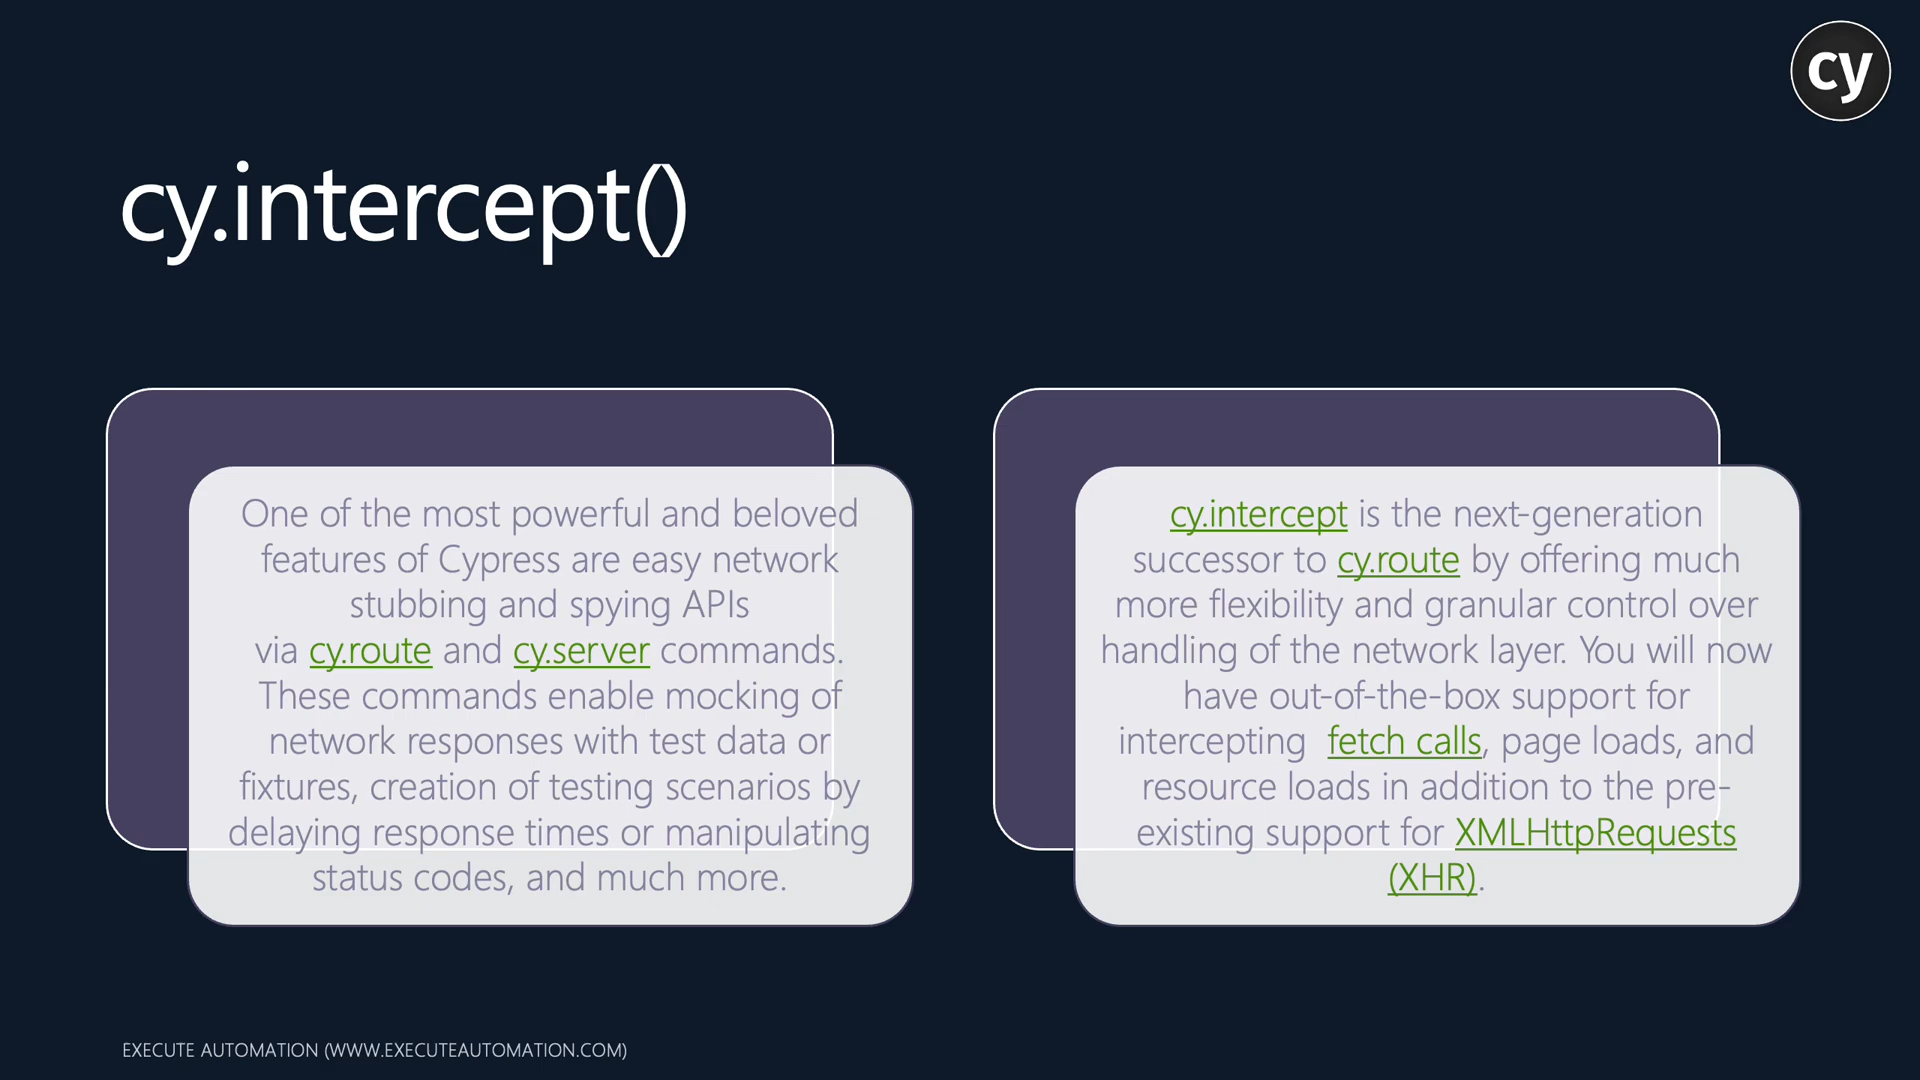 cy
cy.intercept()
One of the most powerful and beloved
features of Cypress are easy network
stubbing and spying APIs
via cy.route and cy.server commands.
These commands enable mocking of
network responses with test data or
fixtures, creation of testing scenarios by
delaying response times or manipulating
status codes, and much more.
cy.intercept is the next-generation
successor to cy.route by offering much
more flexibility and granular control over
handling of the network layer. You will now
have out-of-the-box support for
intercepting  fetch calls, page loads, and
resource loads in addition to the pre-
existing support for XMLHttpRequests
(XHR).
EXECUTE AUTOMATION (WWW.EXECUTEAUTOMATION.COM)